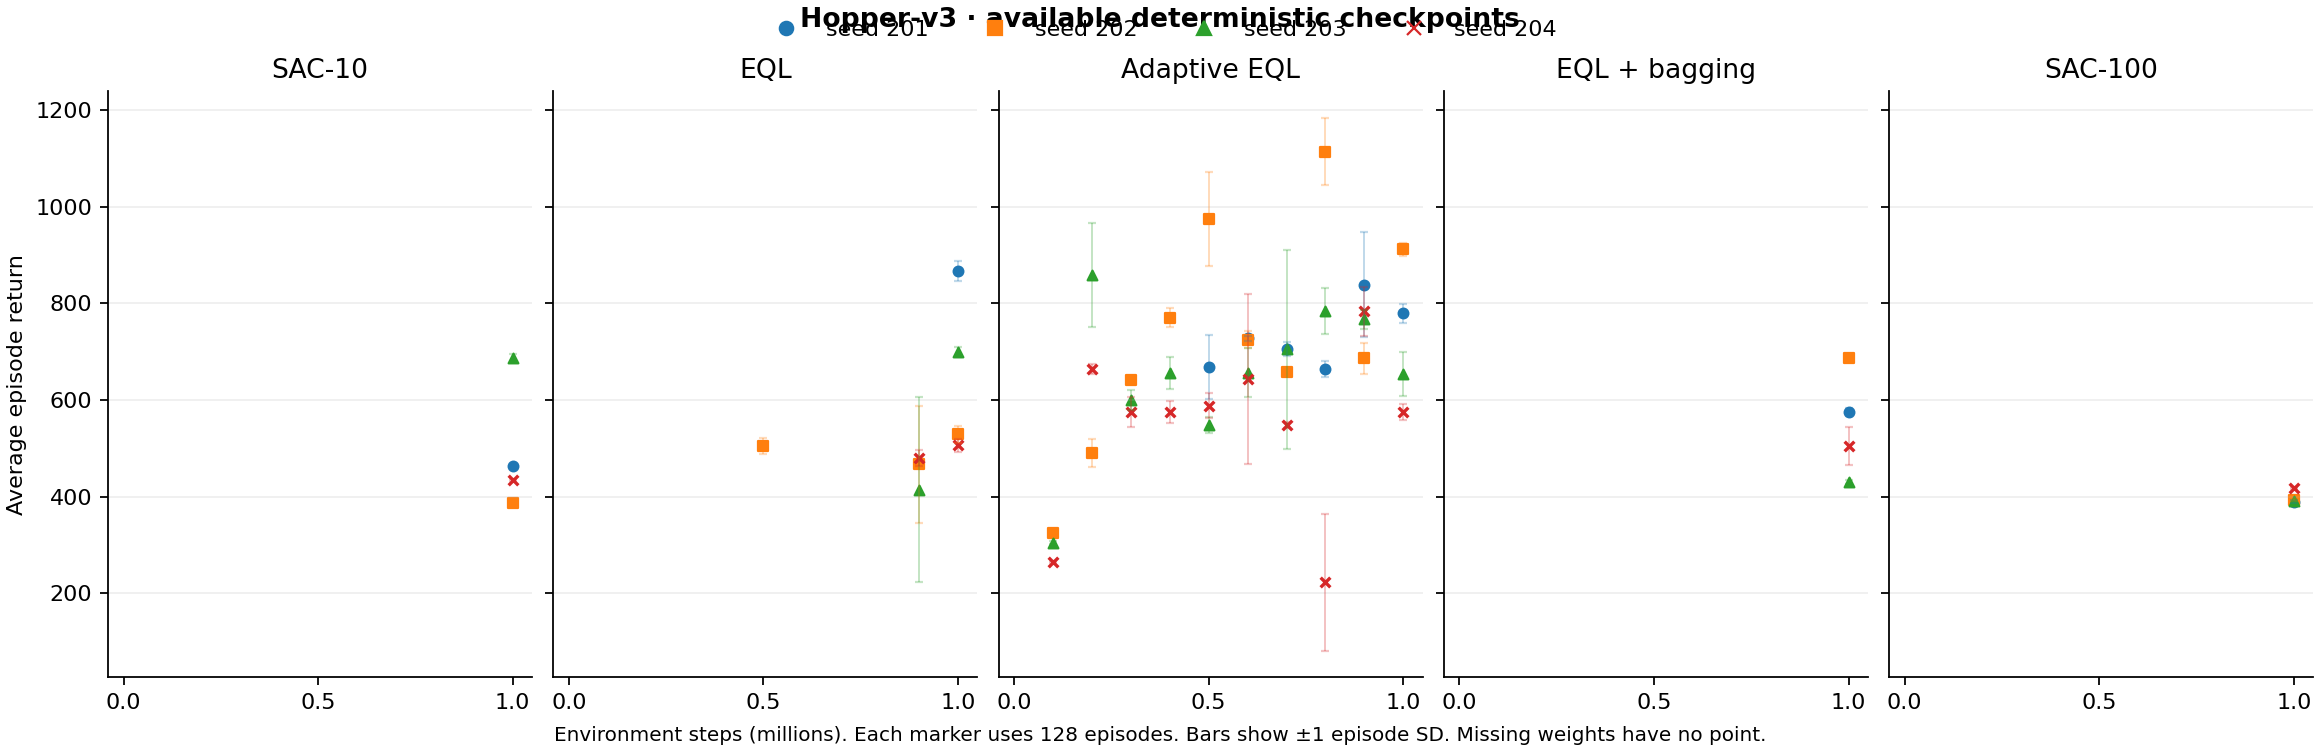 Hopper-v3 · available deterministic checkpoints
seed 201 seed 202 seed 203 seed 204
SAC-10 EQL Adaptive EQL EQL + bagging SAC-100
Average episode return
1200
1000
800
600
400
200
0.0 0.5 1.0 0.0 0.5 1.0 0.0 0.5 1.0 0.0 0.5 1.0 0.0 0.5 1.0
Environment steps (millions). Each marker uses 128 episodes. Bars show ±1 episode SD. Missing weights have no point.